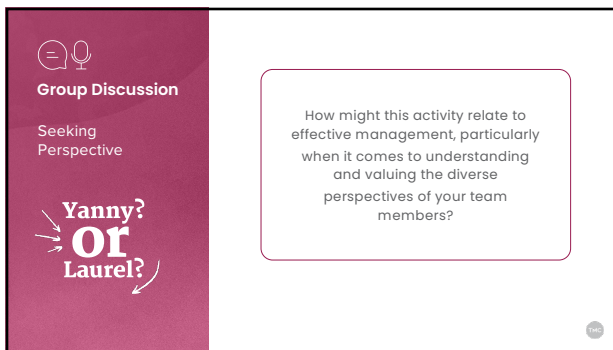 Group Discussion
Seeking
Perspective
Yanny?
or
Laurel?
How might this activity relate to
effective management, particularly
when it comes to understanding
and valuing the diverse
perspectives of your team
members?
TMC